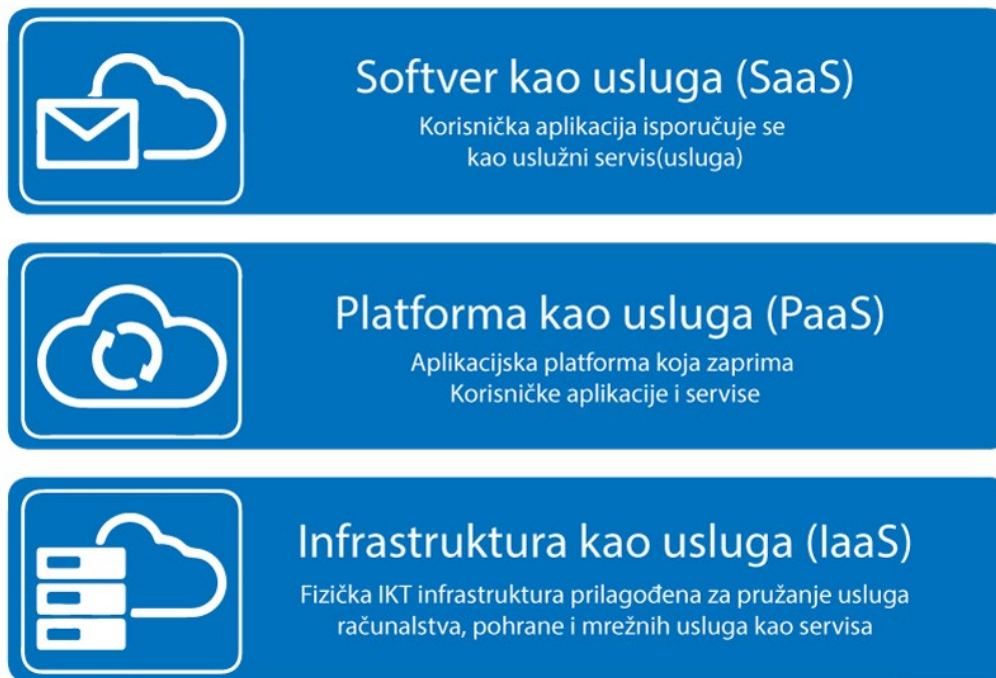 Softver kao usluga (SaaS)
Korisnička aplikacija isporučuje se
kao uslužni servis(usluga)
Platforma kao usluga (PaaS)
Aplikacijska platforma koja zaprima
Korisničke aplikacije i servise
Infrastruktura kao usluga (IaaS)
Fizička IKT infrastruktura prilagođena za pružanje usluga
računalstva, pohrane i mrežnih usluga kao servisa